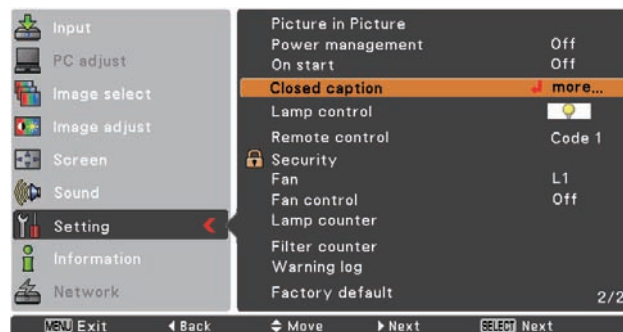 Input
PC adjust
Image select
Image adjust
Screen
Sound
Setting
Information
Network
Picture in Picture
Power management Off
On start Off
Closed caption more...
Lamp control
Remote control Code 1
Security
Fan L1
Fan control Off
Lamp counter
Filter counter
Warning log
Factory default 2/2
MENU Exit Back Move Next SELECT Next